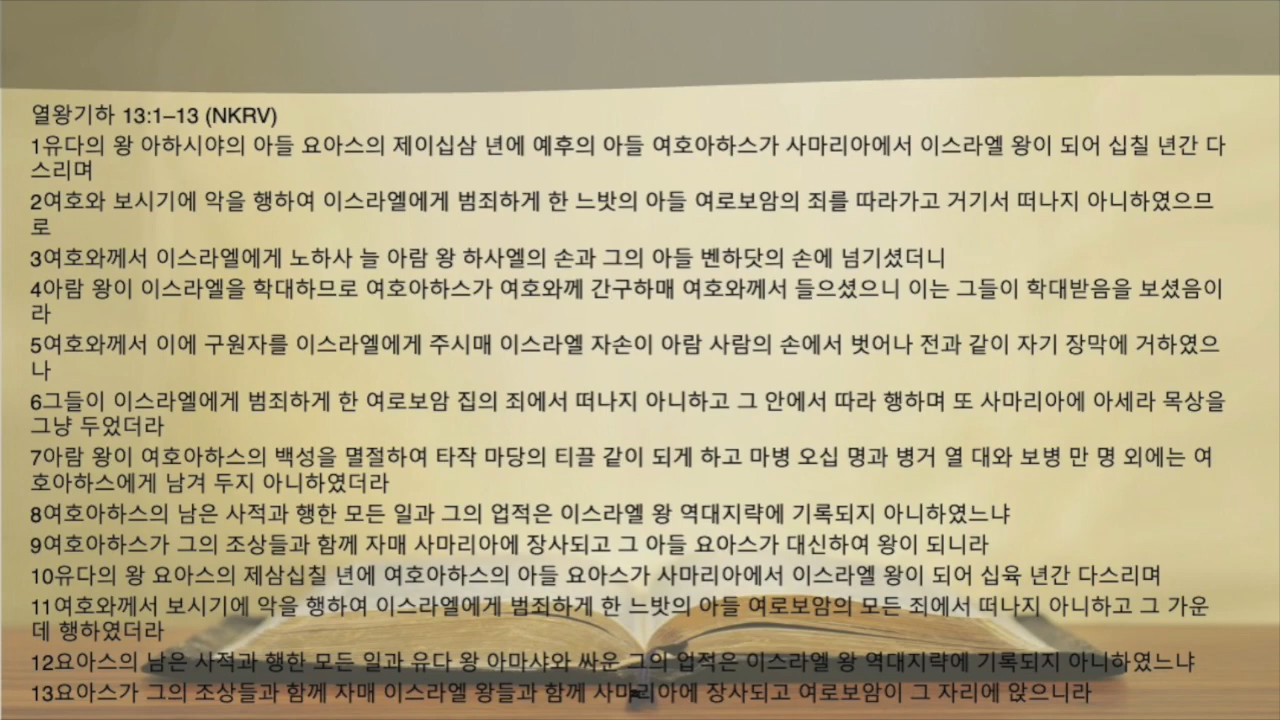 열왕기하 13:1–13 (NKRV)
1유다의 왕 아하시야의 아들 요아스의 제이십삼 년에 예후의 아들 여호아하스가 사마리아에서 이스라엘 왕이 되어 십칠 년간 다
스리며
2여호와 보시기에 악을 행하여 이스라엘에게 범죄하게 한 느밧의 아들 여로보암의 죄를 따라가고 거기서 떠나지 아니하였으므
로
3여호와께서 이스라엘에게 노하사 늘 아람 왕 하사엘의 손과 그의 아들 벤하닷의 손에 넘기셨더니
4아람 왕이 이스라엘을 학대하므로 여호아하스가 여호와께 간구하매 여호와께서 들으셨으니 이는 그들이 학대받음을 보셨음이
라
5여호와께서 이에 구원자를 이스라엘에게 주시매 이스라엘 자손이 아람 사람의 손에서 벗어나 전과 같이 자기 장막에 거하였으
나
6그들이 이스라엘에게 범죄하게 한 여로보암 집의 죄에서 떠나지 아니하고 그 안에서 따라 행하며 또 사마리아에 아세라 목상을
그냥 두었더라
7아람 왕이 여호아하스의 백성을 멸절하여 타작 마당의 티끌 같이 되게 하고 마병 오십 명과 병거 열 대와 보병 만 명 외에는 여
호아하스에게 남겨 두지 아니하였더라
8여호아하스의 남은 사적과 행한 모든 일과 그의 업적은 이스라엘 왕 역대지략에 기록되지 아니하였느냐
9여호아하스가 그의 조상들과 함께 자매 사마리아에 장사되고 그 아들 요아스가 대신하여 왕이 되니라
10유다의 왕 요아스의 제삼십칠 년에 여호아하스의 아들 요아스가 사마리아에서 이스라엘 왕이 되어 십육 년간 다스리며
11여호와께서 보시기에 악을 행하여 이스라엘에게 범죄하게 한 느밧의 아들 여로보암의 모든 죄에서 떠나지 아니하고 그 가운
데 행하였더라
12요아스의 남은 사적과 행한 모든 일과 유다 왕 아마샤와 싸운 그의 업적은 이스라엘 왕 역대지략에 기록되지 아니하였느냐
13요아스가 그의 조상들과 함께 자매 이스라엘 왕들과 함께 사마리아에 장사되고 여로보암이 그 자리에 앉으니라